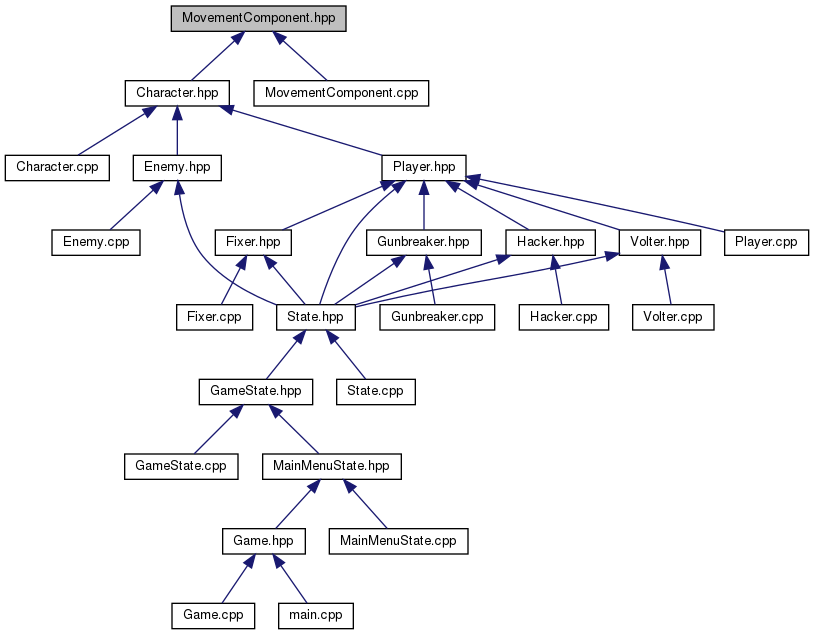 MovementComponent.hpp
Character.hpp
MovementComponent.cpp
Character.cpp
Enemy.hpp
Player.hpp
Enemy.cpp
Fixer.hpp
Gunbreaker.hpp
Hacker.hpp
Volter.hpp
Player.cpp
Fixer.cpp
State.hpp
Gunbreaker.cpp
Hacker.cpp
Volter.cpp
GameState.hpp
State.cpp
GameState.cpp
MainMenuState.hpp
Game.hpp
MainMenuState.cpp
Game.cpp
main.cpp